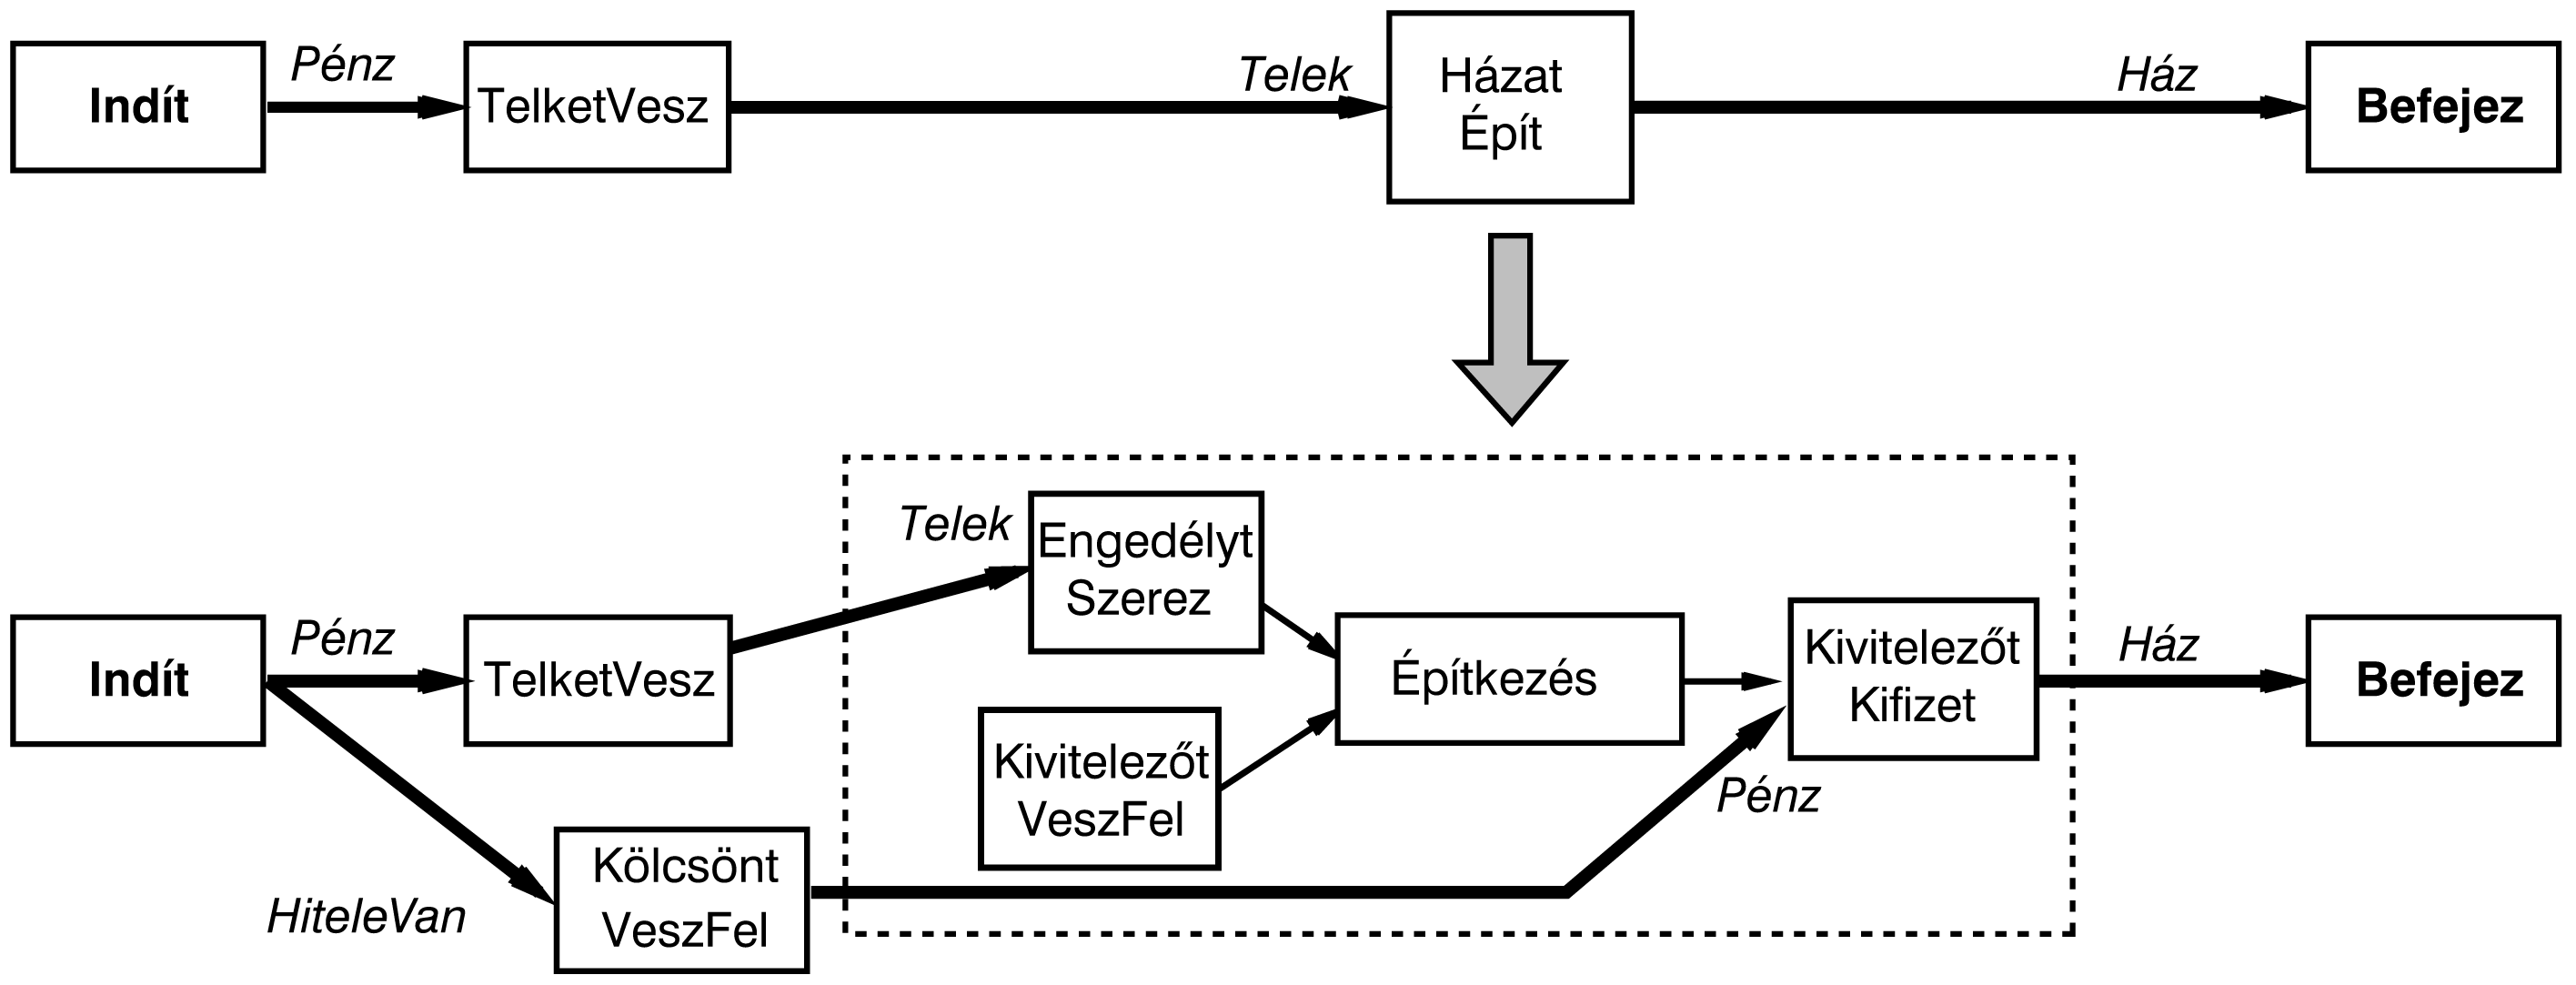 Indít
Pénz
TelketVesz
Telek
Házat
Épít
Ház
Befejez
Telek
Engedélyt
Szerez
Indít
Pénz
TelketVesz
Építkezés
Kivitelezőt
Kifizet
Ház
Befejez
Kivitelezőt
VeszFel
Pénz
HiteleVan
Kölcsönt
VeszFel